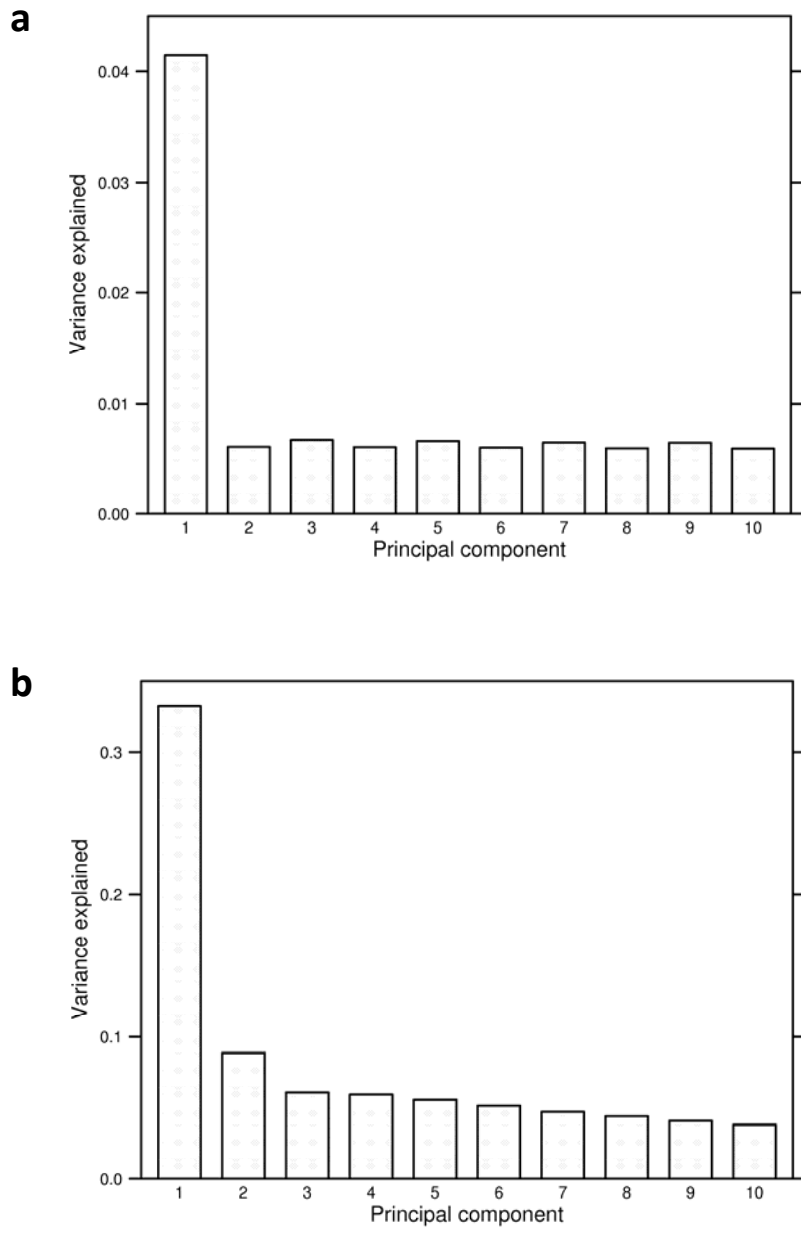 a
0.04
0.03
0.02
0.01
0.00
Variance explained
1 2 3 4 5 6 7 8 9 10
Principal component
b
0.3
0.2
0.1
0.0
Variance explained
1 2 3 4 5 6 7 8 9 10
Principal component